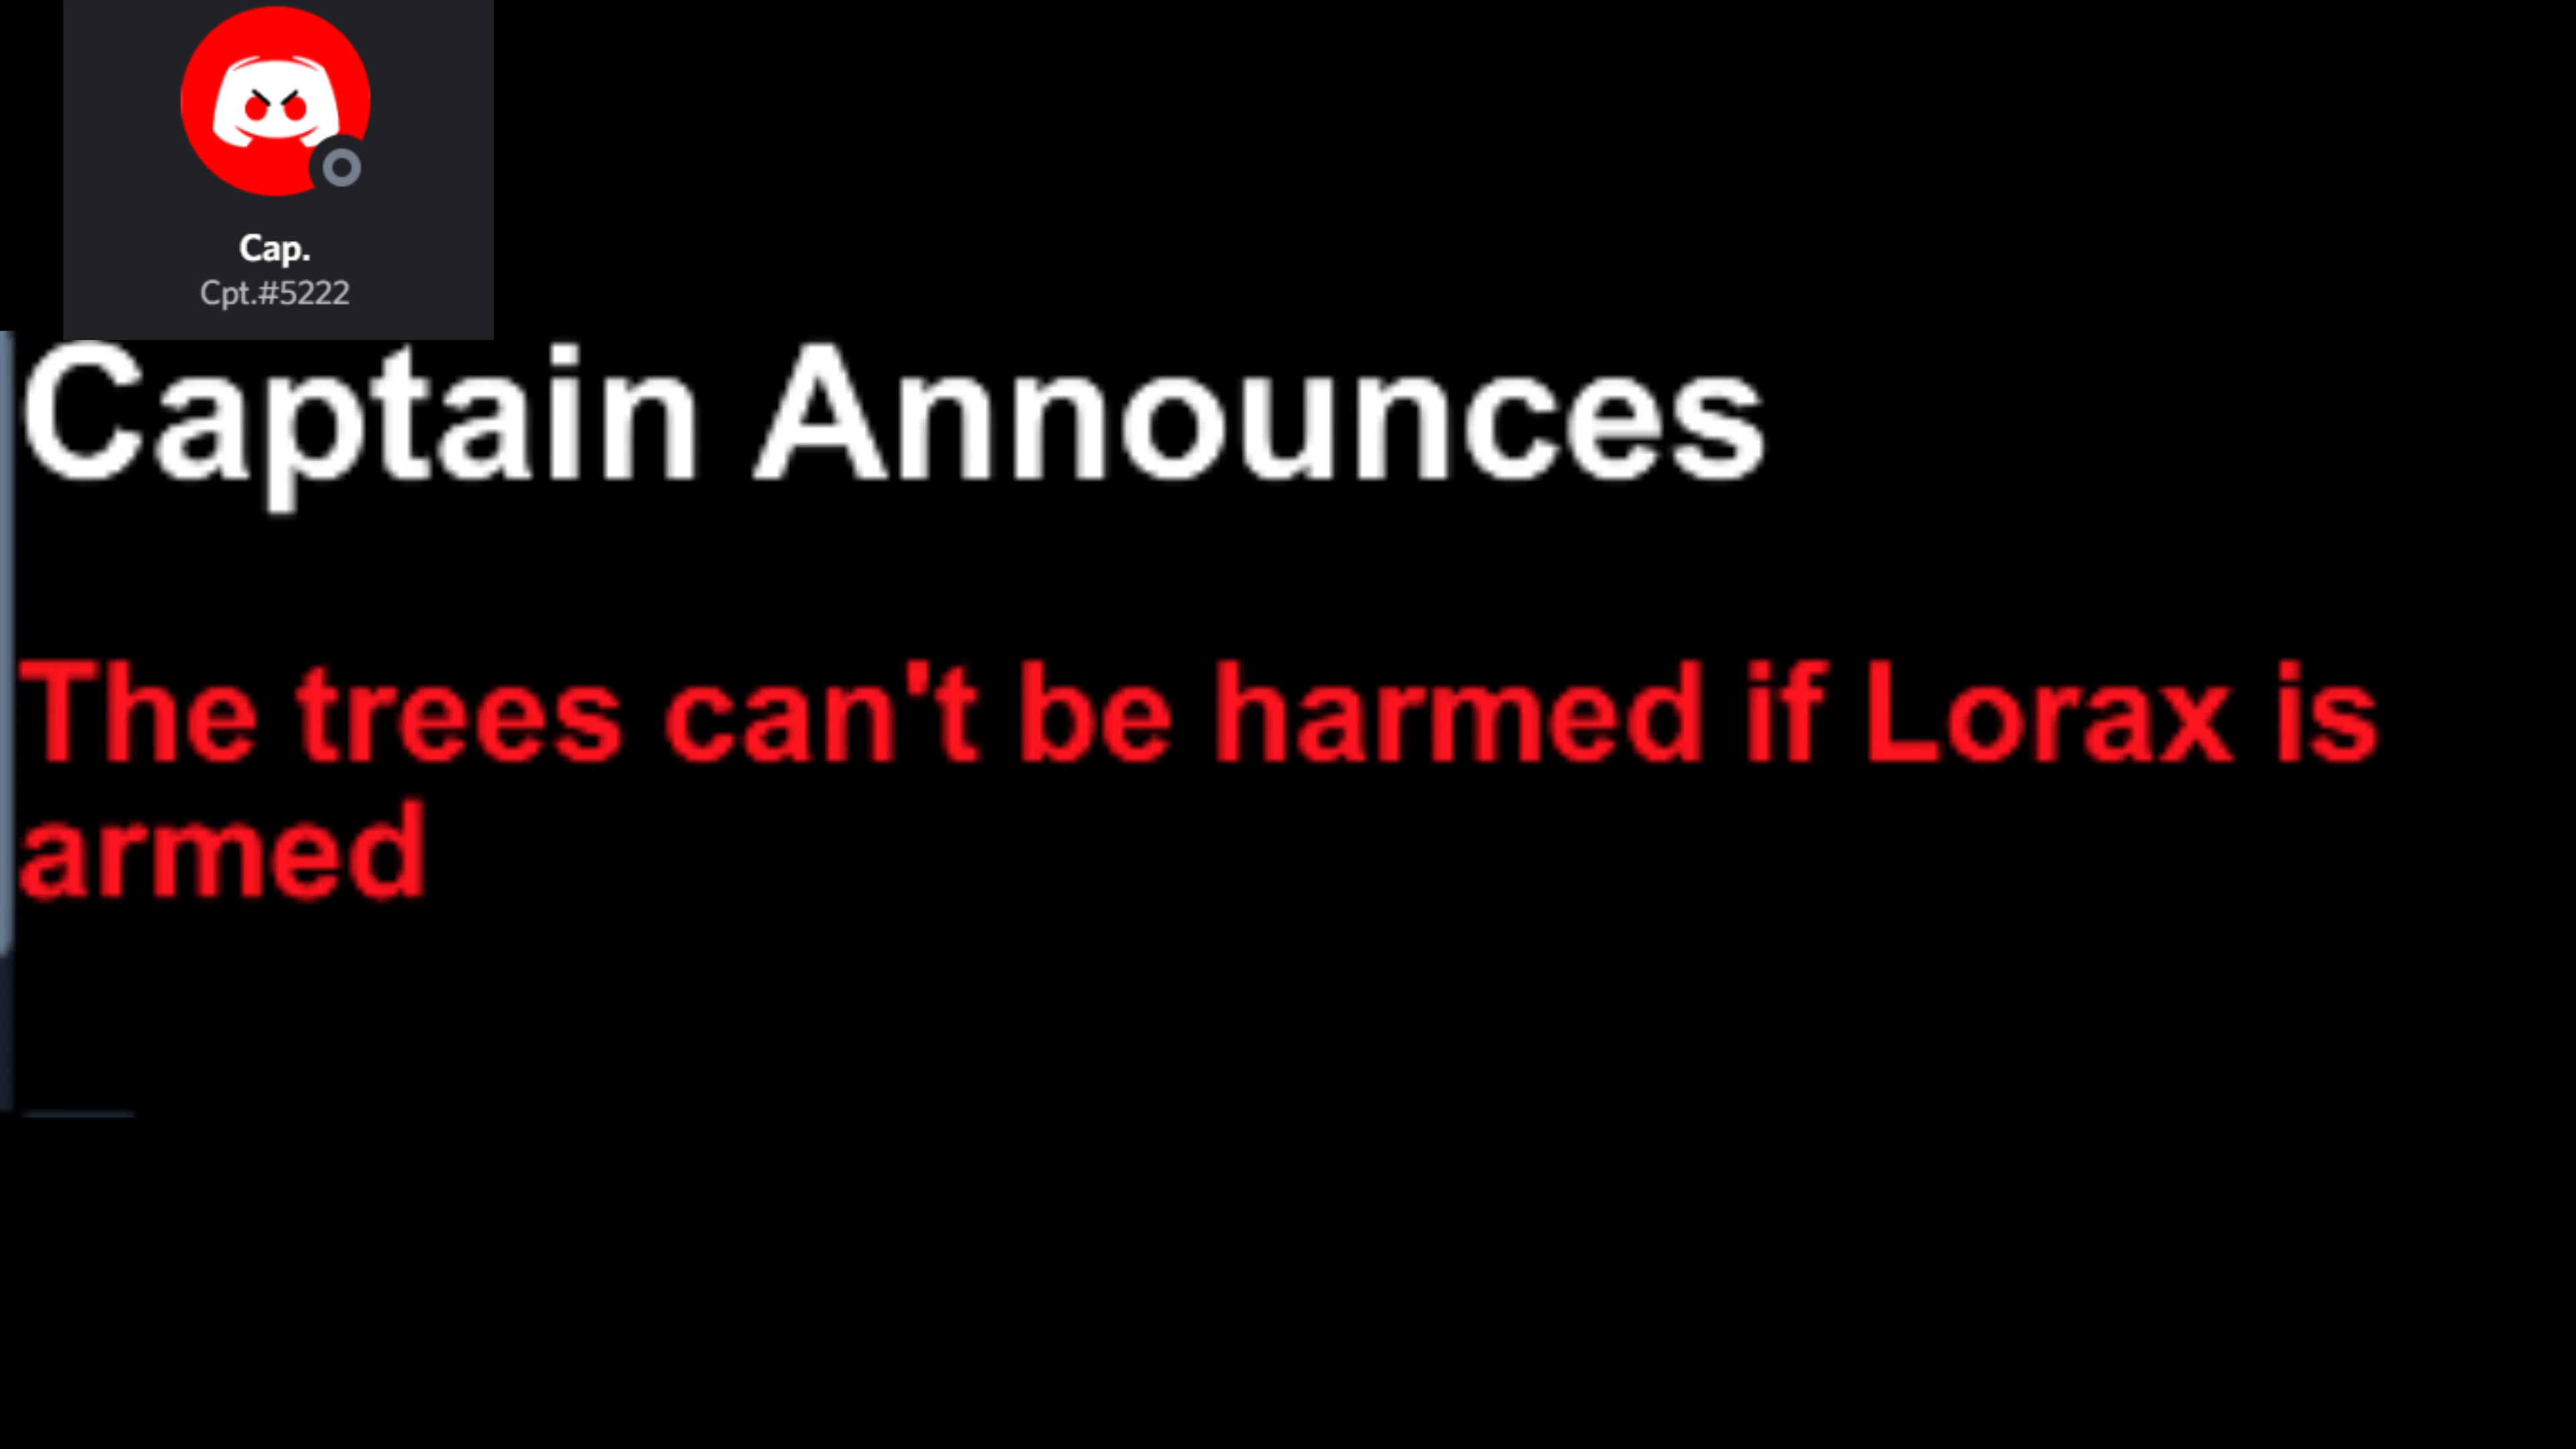 Cap.
Cpt.#5222
Captain Announces
The trees can't be harmed if Lorax is
armed